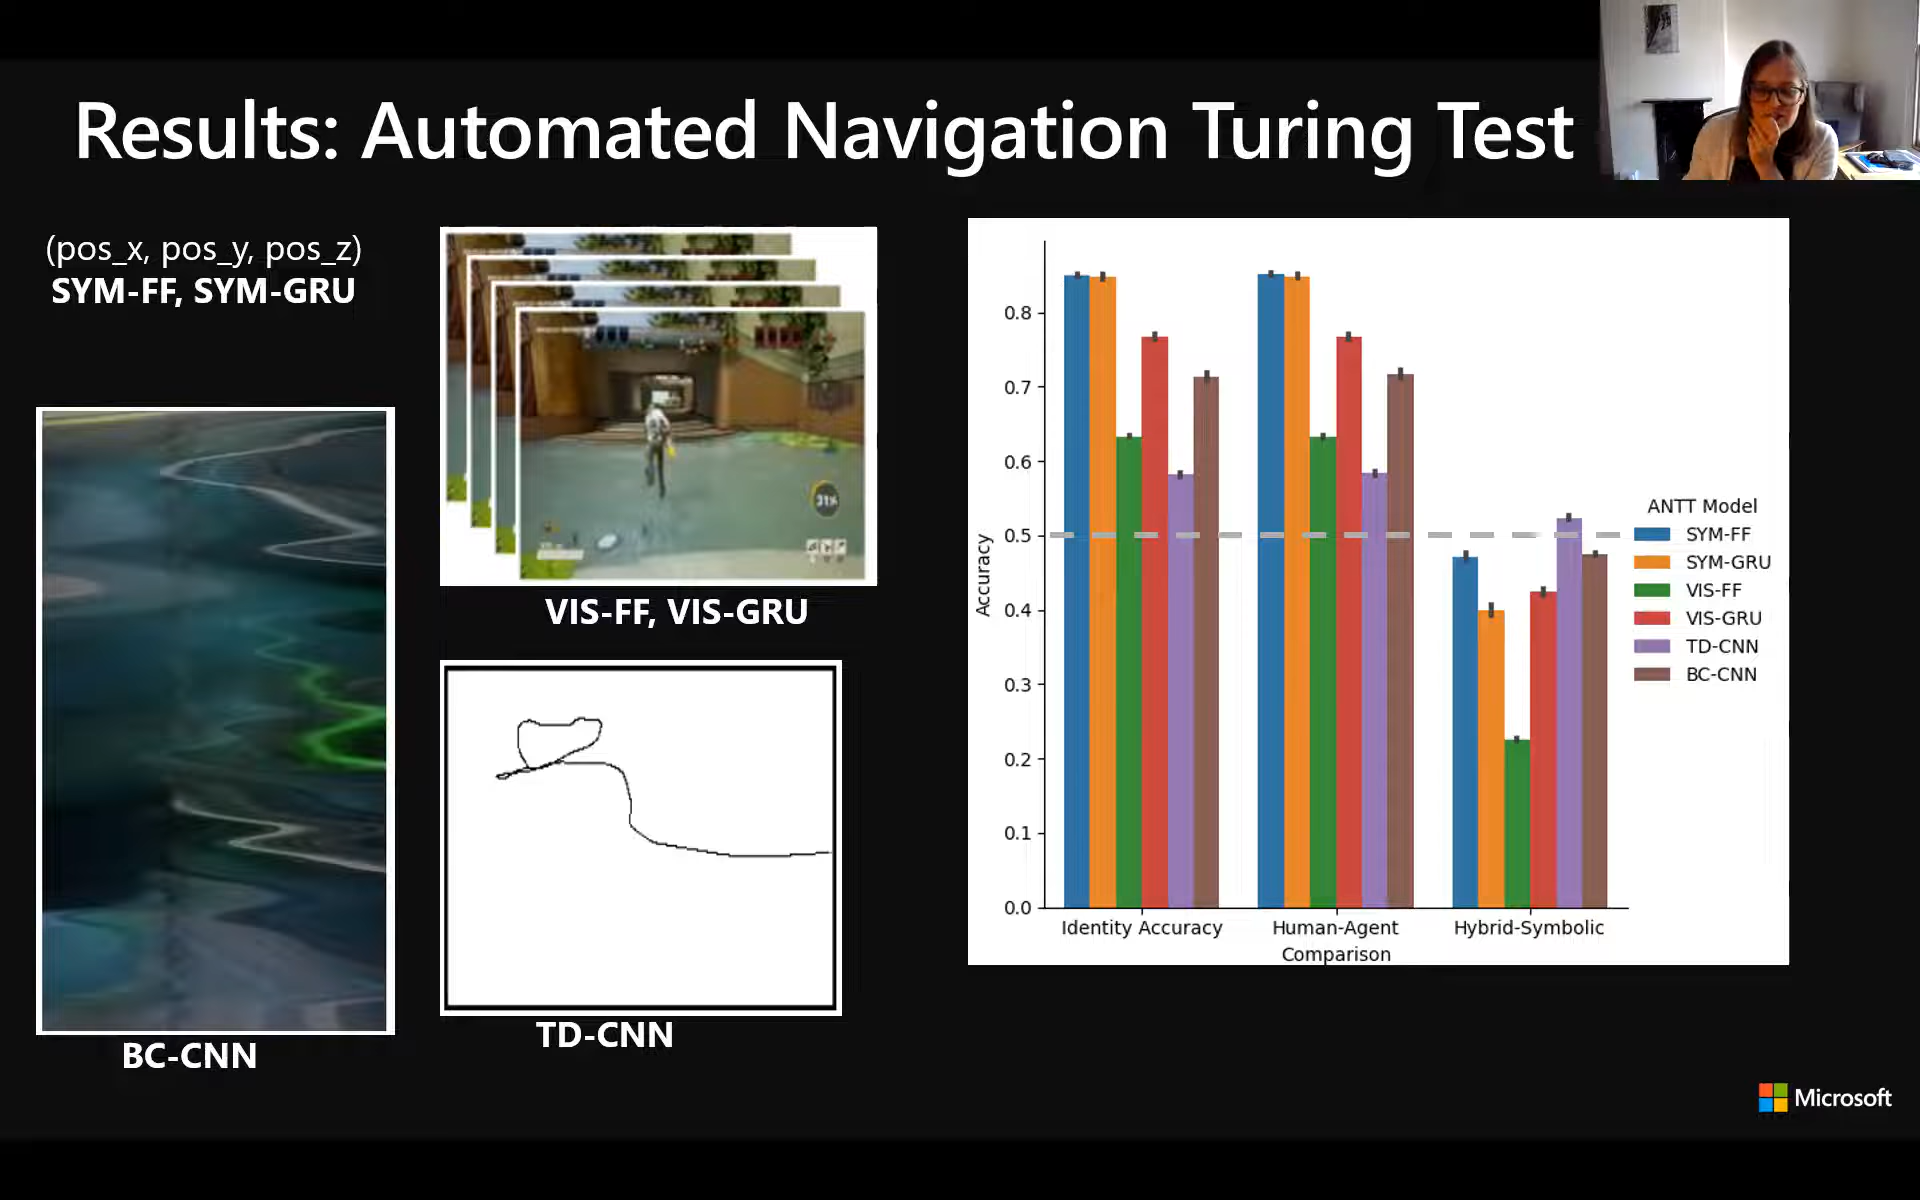 Results: Automated Navigation Turing Test
(pos_x, pos_y, pos_z)
SYM-FF, SYM-GRU
31%
VIS-FF, VIS-GRU
BC-CNN
TD-CNN
Accuracy
0.8
0.7
0.6
0.5
0.4
0.3
0.2
0.1
0.0
Identity Accuracy
Human-Agent
Hybrid-Symbolic
Comparison
ANTT Model
SYM-FF
SYM-GRU
VIS-FF
VIS-GRU
TD-CNN
BC-CNN
Microsoft